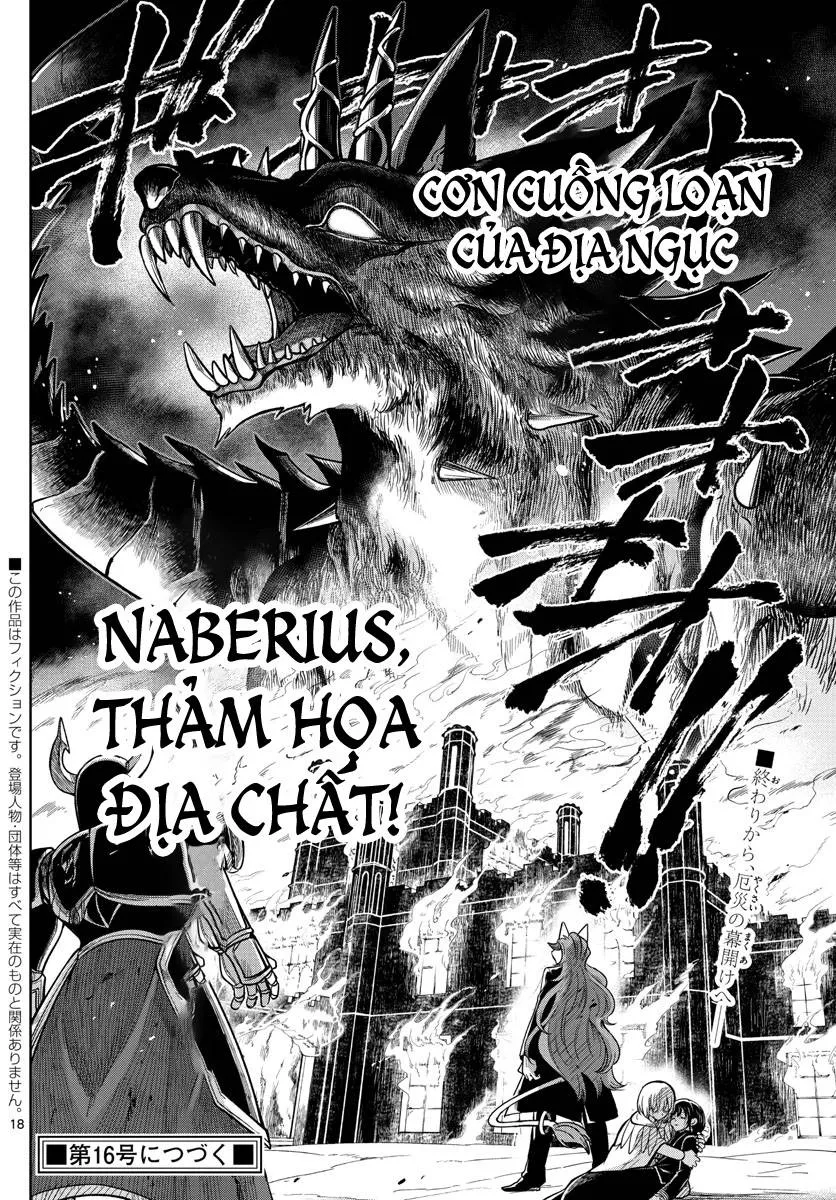 CƠN CUỒNG LOẠN
CỦA ĐỊA NGỤC
NABERIUS,
THẢM HỌA
ĐỊA CHẤT!
■終わりから、厄災の幕開けへ――
■この作品はフィクションです。登場人物・団体等はすべて実在のものと関係ありません。
18
■第16号につづく■